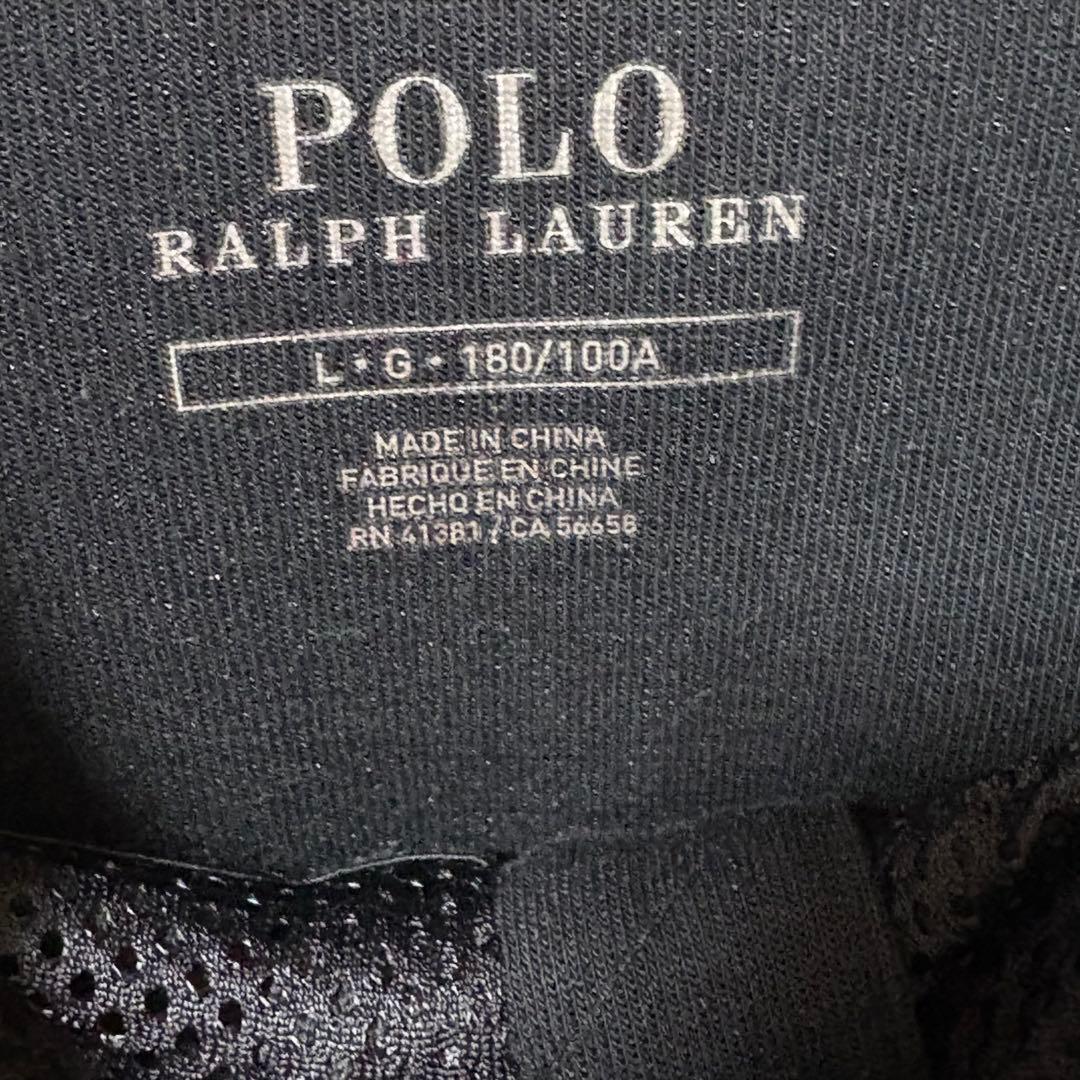 POLO
RALPH LAUREN
L • G • 180/100A
MADE IN CHINA
FABRIQUE EN CHINE
HECHO EN CHINA
RN 41381 / CA 56658